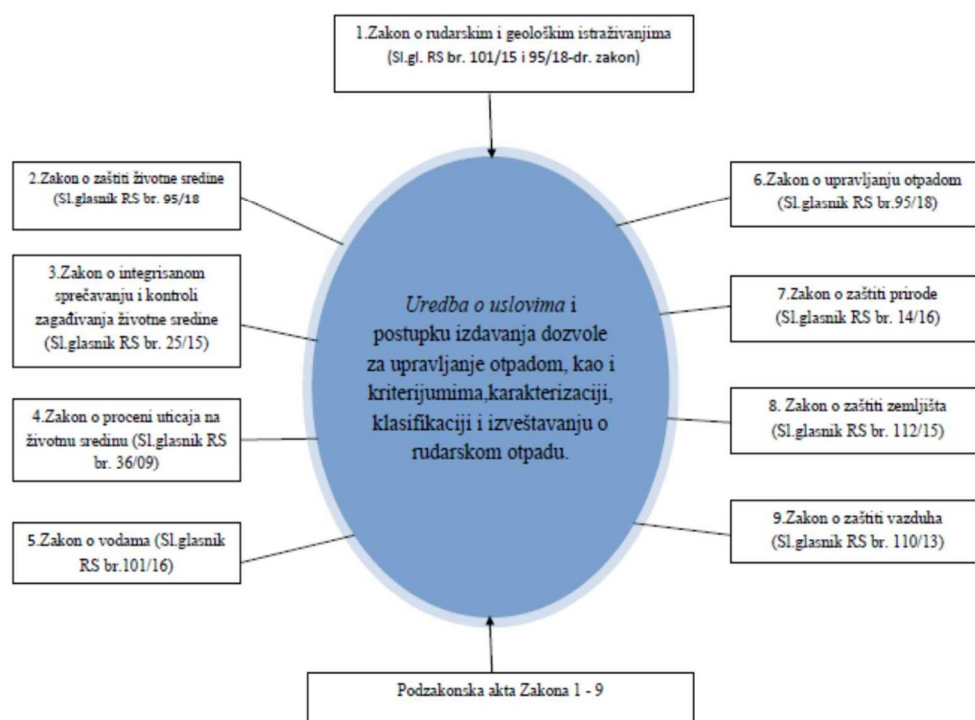 1.Zakon o rudarskim i geološkim istraživanjima
(Sl.gl. RS br. 101/15 i 95/18-dr. zakon)
2.Zakon o zaštiti životne sredine
(Sl.glasnik RS br. 95/18
3.Zakon o integrisanom
sprečavanju i kontroli
zagađivanja životne sredine
(Sl.glasnik RS br. 25/15)
4.Zakon o proceni uticaja na
životnu sredinu (Sl.glasnik RS
br. 36/09)
5.Zakon o vodama (Sl.glasnik
RS br.101/16)
Uredba o uslovima i
postupku izdavanja dozvole
za upravljanje otpadom, kao i
kriterijumima,karakterizaciji,
klasifikaciji i izveštavanju o
rudarskom otpadu.
6.Zakon o upravljanju otpadom
(Sl.glasnik RS br.95/18)
7.Zakon o zaštiti prirode
(Sl.glasnik RS br. 14/16)
8. Zakon o zaštiti zemljišta
(Sl.glasnik RS br. 112/15)
9.Zakon o zaštiti vazduha
(Sl.glasnik RS br. 110/13)
Podzakonska akta Zakona 1 - 9